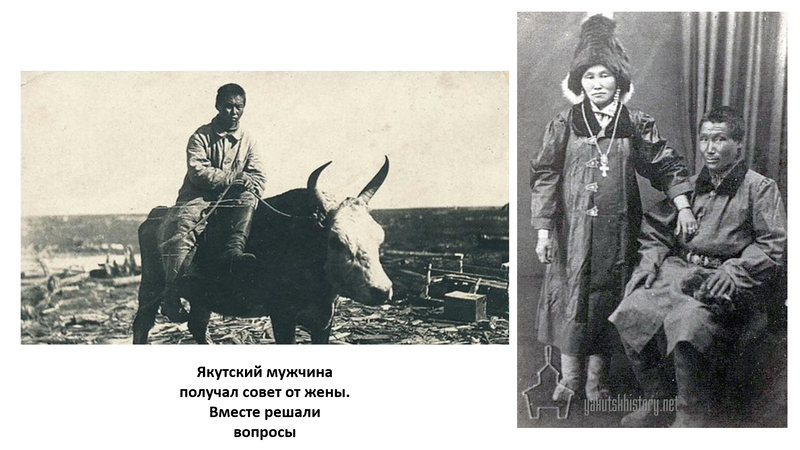 Якутский мужчина
получал совет от жены.
Вместе решали
вопросы
yakutskhistory.net